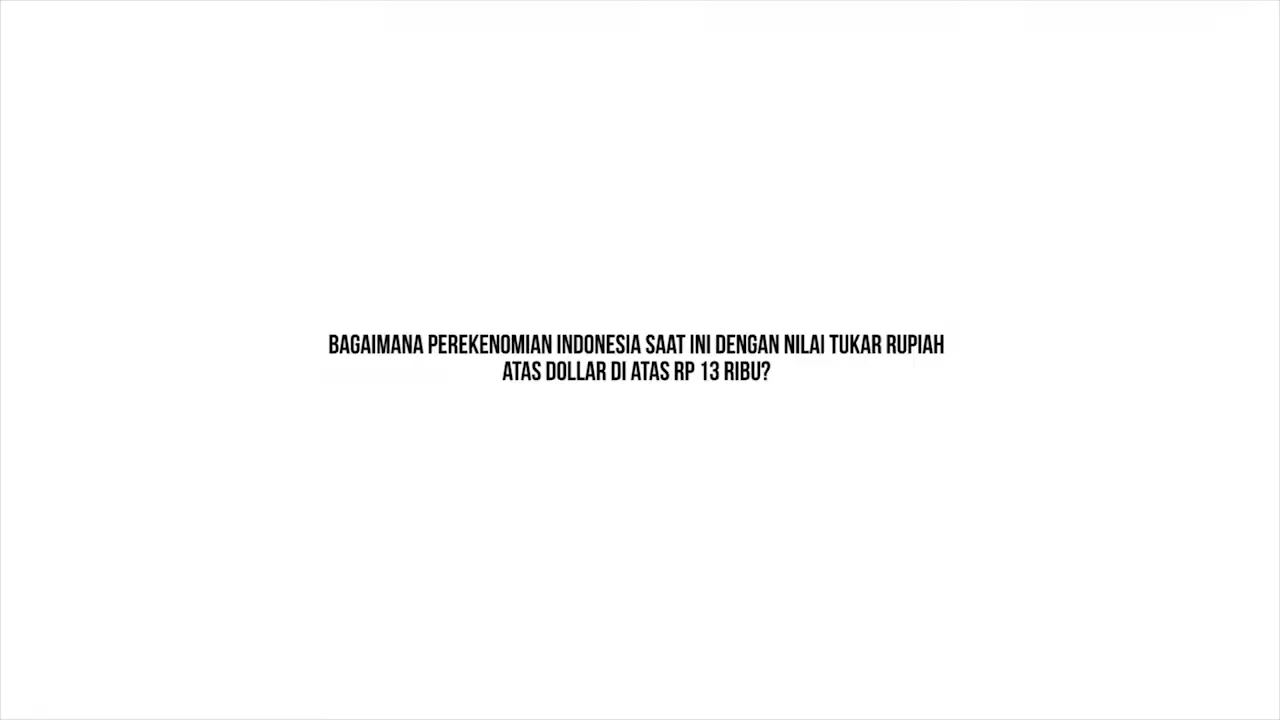 BAGAIMANA PEREKENOMIAN INDONESIA SAAT INI DENGAN NILAI TUKAR RUPIAH
ATAS DOLLAR DI ATAS RP 13 RIBU?